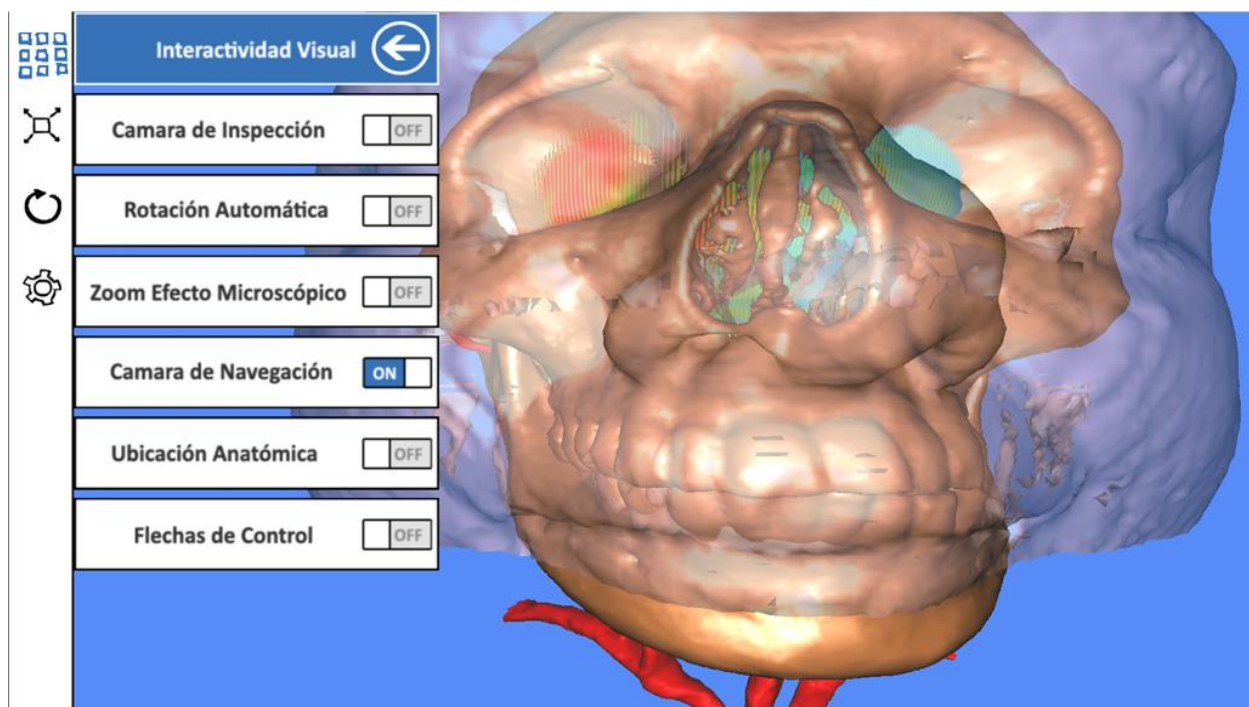 Interactividad Visual
Camara de Inspección OFF
Rotación Automática OFF
Zoom Efecto Microscópico OFF
Camara de Navegación ON
Ubicación Anatómica OFF
Flechas de Control OFF